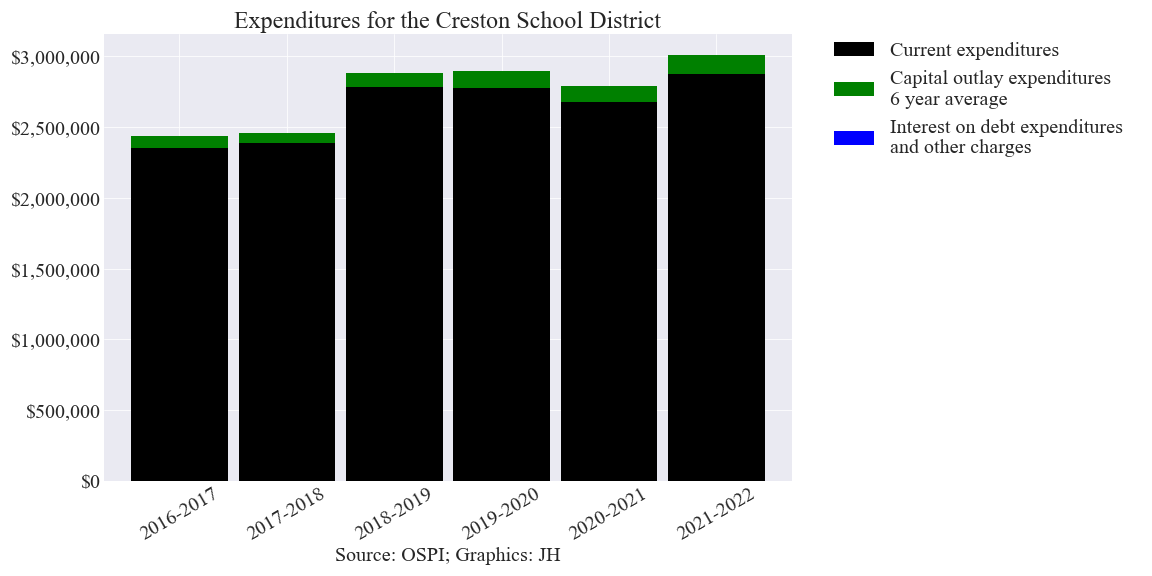 Expenditures for the Creston School District
$3,000,000
$2,500,000
$2,000,000
$1,500,000
$1,000,000
$500,000
$0
2016-2017
2017-2018
2018-2019
2019-2020
2020-2021
2021-2022
Source: OSPI; Graphics: JH
Current expenditures
Capital outlay expenditures
6 year average
Interest on debt expenditures
and other charges